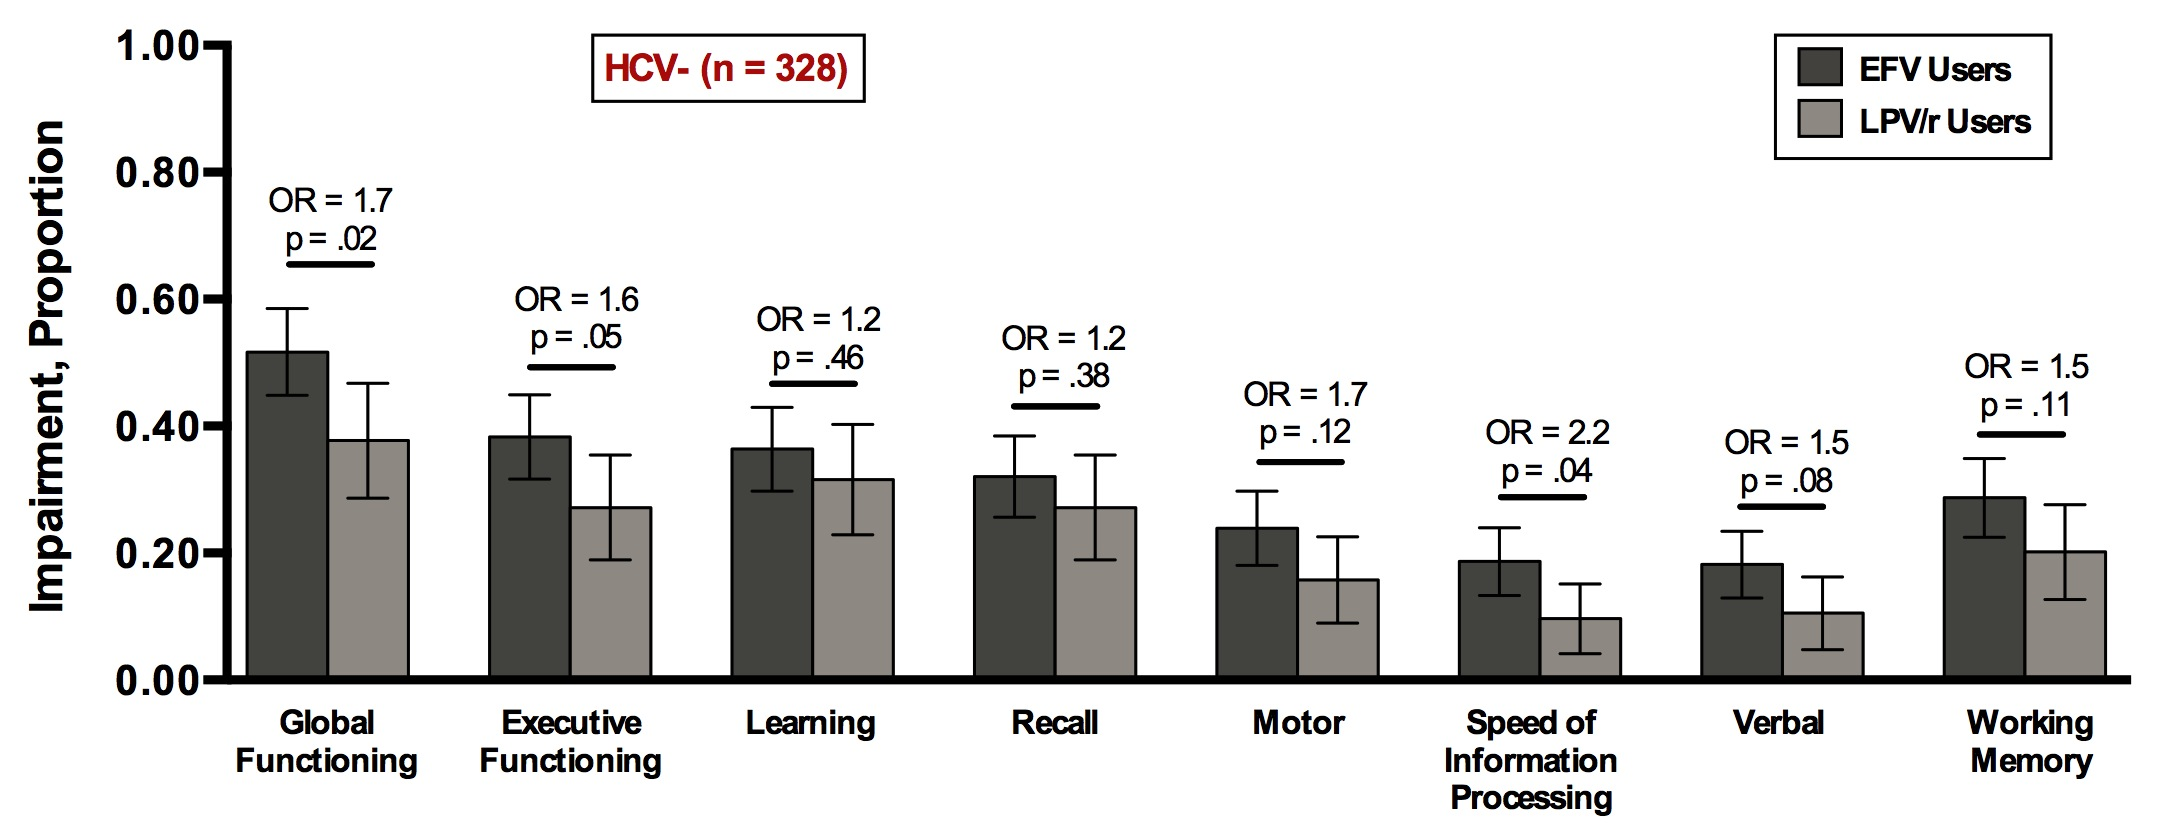 HCV- (n = 328)
EFV Users
LPV/r Users
Impairment, Proportion
1.00
0.80
0.60
0.40
0.20
0.00
OR = 1.7
p = .02
OR = 1.6
p = .05
OR = 1.2
p = .46
OR = 1.2
p = .38
OR = 1.7
p = .12
OR = 2.2
p = .04
OR = 1.5
p = .08
OR = 1.5
p = .11
Global
Functioning
Executive
Functioning
Learning
Recall
Motor
Speed of
Information
Processing
Verbal
Working
Memory